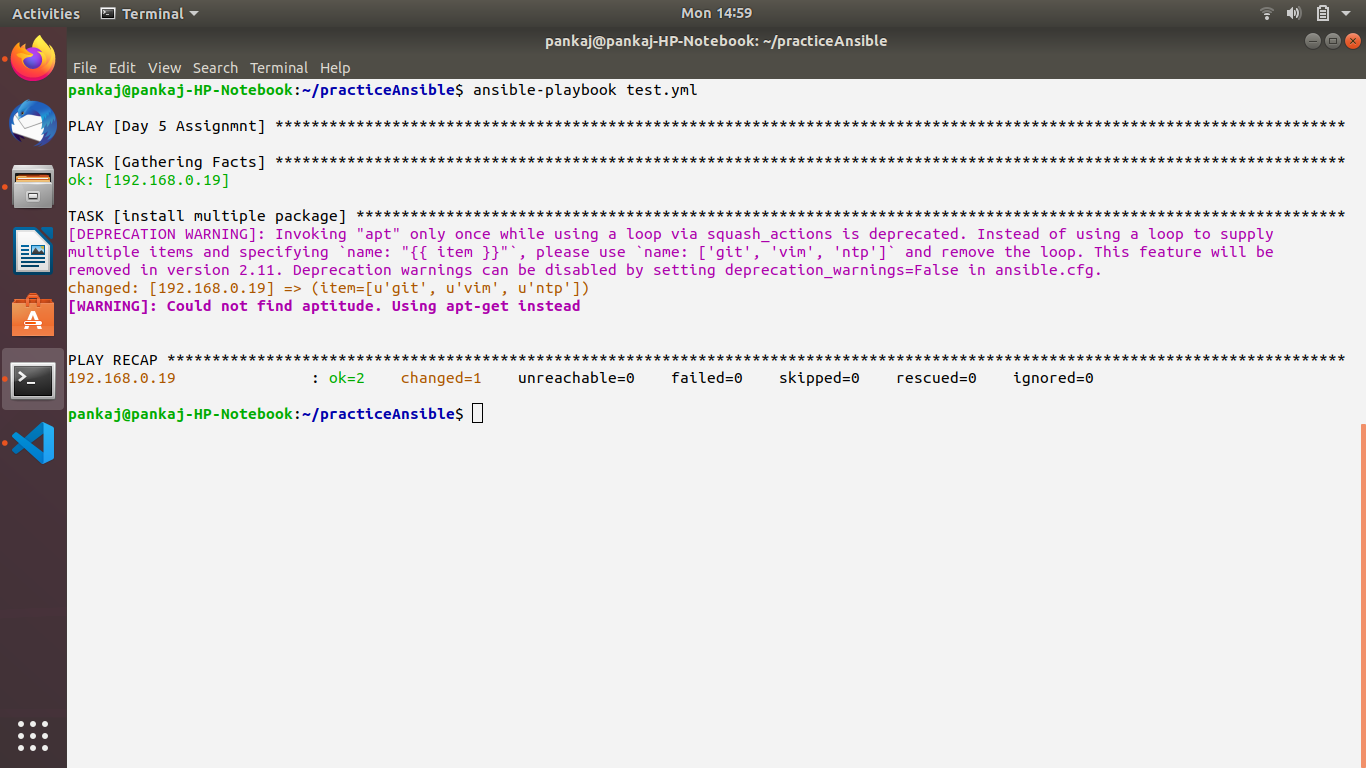 Activities Terminal Mon 14:59
pankaj@pankaj-HP-Notebook: ~/practiceAnsible
File Edit View Search Terminal Help
pankaj@pankaj-HP-Notebook:~/practiceAnsible$ ansible-playbook test.yml
PLAY [Day 5 Assignmnt] ***********************************************************************************************************************
TASK [Gathering Facts] ***********************************************************************************************************************
ok: [192.168.0.19]
TASK [install multiple package] **************************************************************************************************************
[DEPRECATION WARNING]: Invoking "apt" only once while using a loop via squash_actions is deprecated. Instead of using a loop to supply
multiple items and specifying `name: "{{ item }}"`, please use `name: ['git', 'vim', 'ntp']` and remove the loop. This feature will be
removed in version 2.11. Deprecation warnings can be disabled by setting deprecation_warnings=False in ansible.cfg.
changed: [192.168.0.19] => (item=[u'git', u'vim', u'ntp'])
[WARNING]: Could not find aptitude. Using apt-get instead
PLAY RECAP ***********************************************************************************************************************************
192.168.0.19 : ok=2 changed=1 unreachable=0 failed=0 skipped=0 rescued=0 ignored=0
pankaj@pankaj-HP-Notebook:~/practiceAnsible$